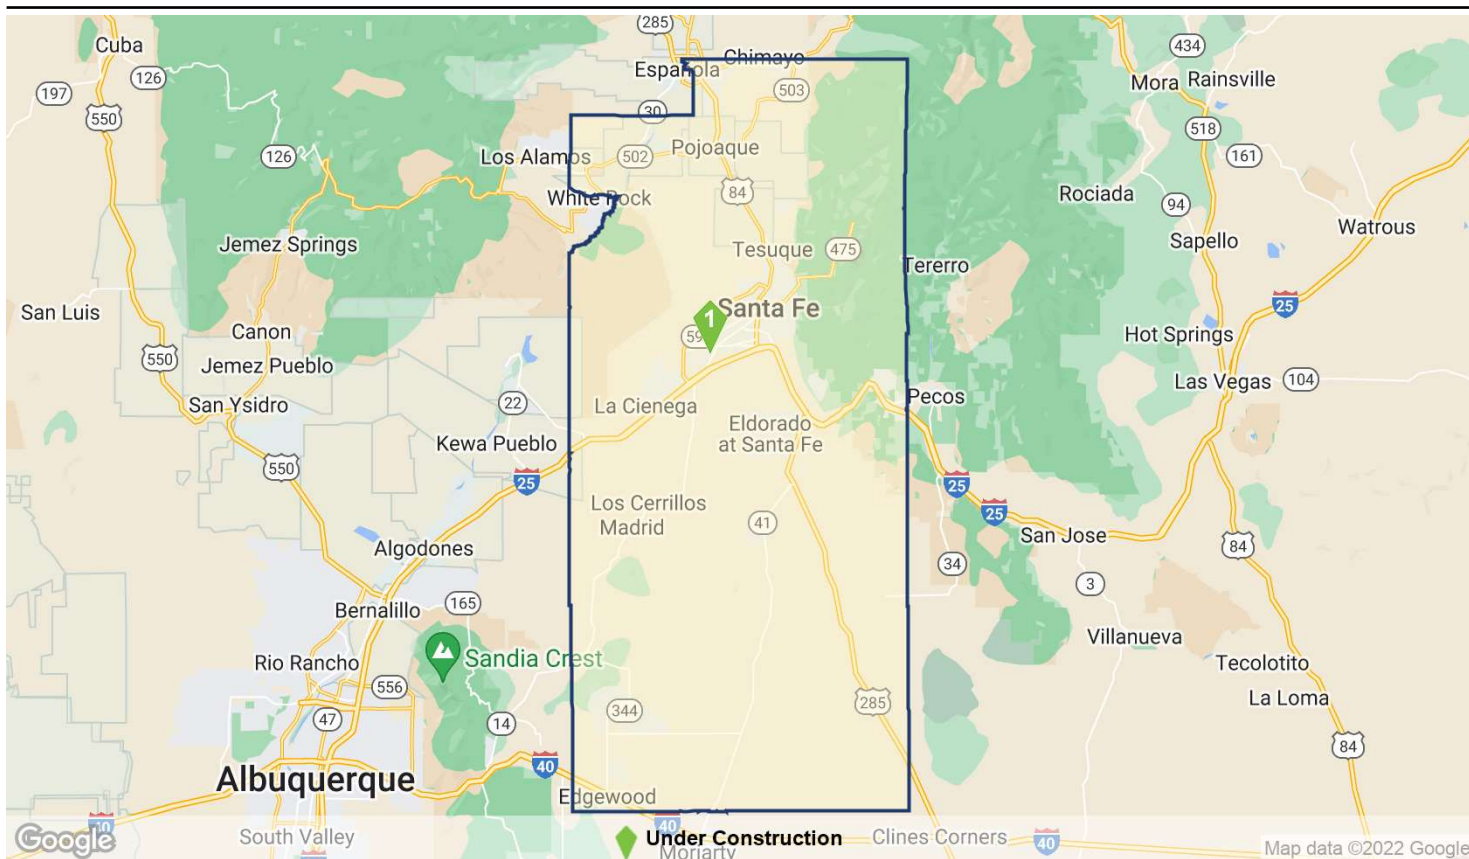 285
Cuba
Chimayo
434
126
Española
Mora
Rainsville
197
550
503
30
518
126
Los Alamos
502
Pojoaque
161
White Rock
84
Rociada
94
Jemez Springs
Tesuque
475
Sapello
Watrous
Tererro
San Luis
Canon
1
Santa Fe
25
59
Hot Springs
550
Jemez Pueblo
Las Vegas
104
San Ysidro
22
La Cienega
Pecos
Kewa Pueblo
Eldorado
at Santa Fe
550
25
25
Los Cerrillos
Madrid
41
25
San Jose
Algodones
84
34
3
Bernalillo
165
Villanueva
Rio Rancho
Sandia Crest
Tecolotito
556
La Loma
344
285
47
14
84
Albuquerque
40
Edgewood
Google
40
South Valley
Under Construction
40
Clines Corners
40
Moriarty
Map data ©2022 Google